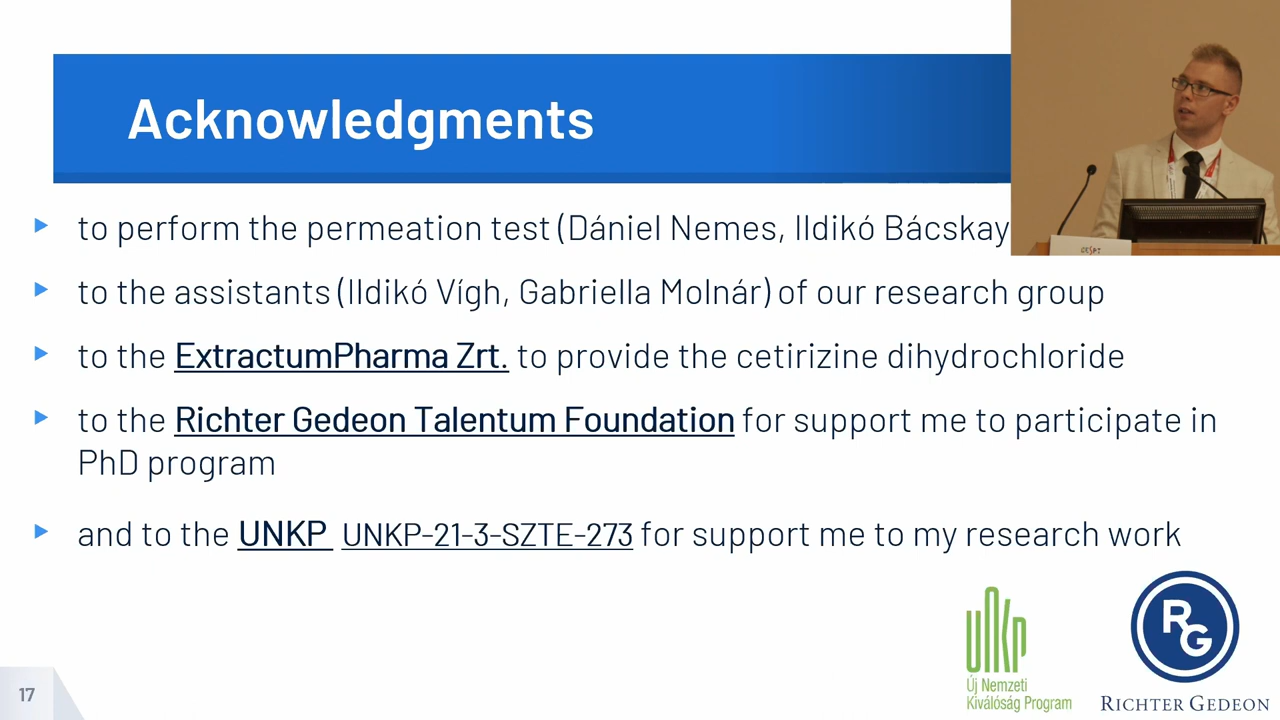 Acknowledgments
to perform the permeation test (Dániel Nemes, Ildikó Bácskay
to the assistants (Ildikó Vígh, Gabriella Molnár) of our research group
to the ExtractumPharma Zrt. to provide the cetirizine dihydrochloride
to the Richter Gedeon Talentum Foundation for support me to participate in
PhD program
and to the UNKP UNKP-21-3-SZTE-273 for support me to my research work
17
ÚNKP
Új Nemzeti
Kiválóság Program
RG
RICHTER GEDEON